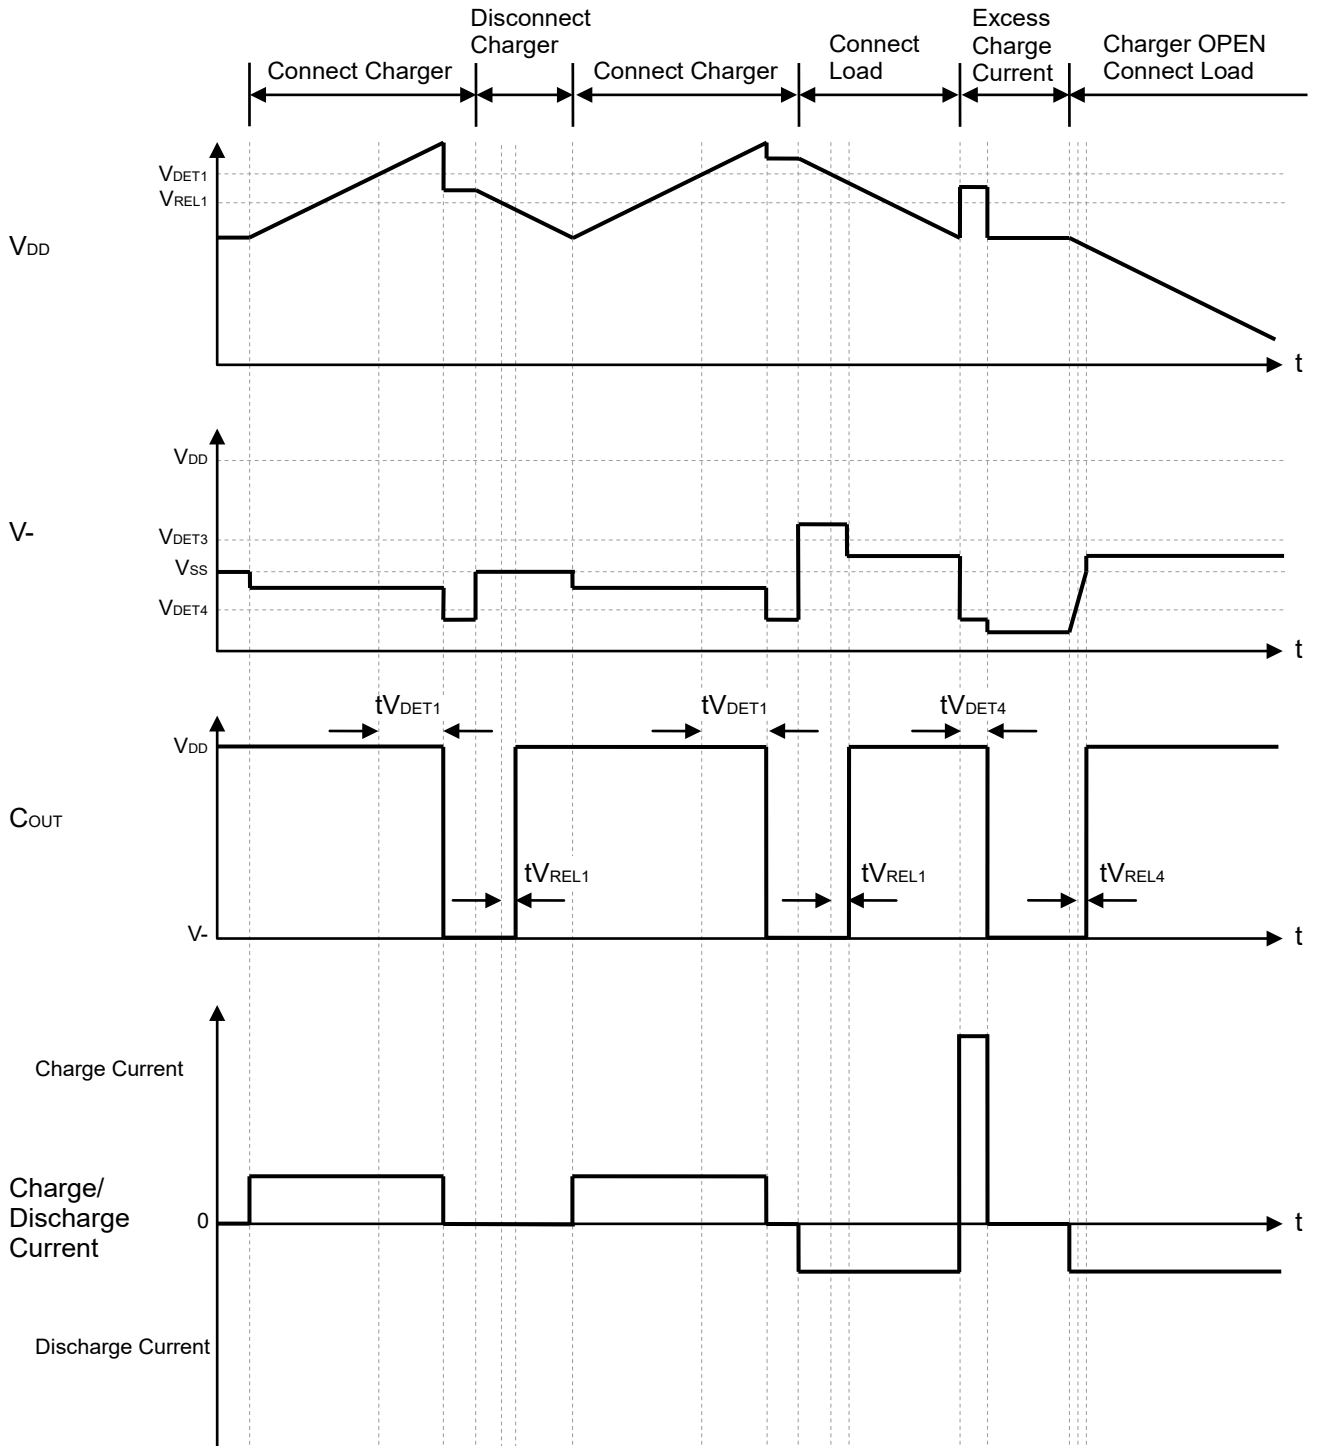 Disconnect
Charger
Excess
Charge
Current
Connect
Load
Charger OPEN
Connect Load
Connect Charger
Connect Charger
VDET1
VREL1
VDD
t
VDD
V-
VDET3
VSS
VDET4
t
tVDET1
tVDET1
tVDET4
VDD
COUT
tVREL1
tVREL1
tVREL4
V-
t
Charge Current
Charge/
Discharge
Current
0
t
Discharge Current